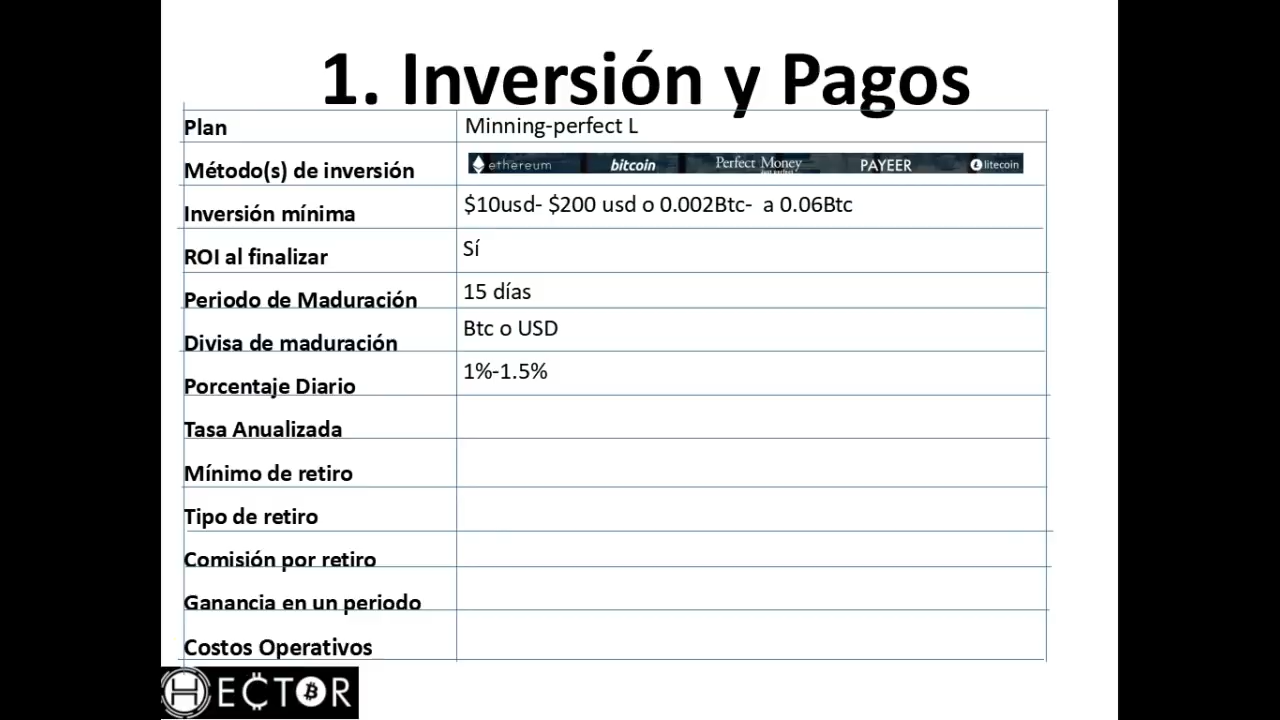 1. Inversión y Pagos
Plan
Minning-perfect L
Método(s) de inversión
ethereum bitcoin Perfect Money PAYEER litecoin
Inversión mínima
$10usd- $200 usd o 0.002Btc-  a 0.06Btc
ROI al finalizar
Sí
Periodo de Maduración
15 días
Divisa de maduración
Btc o USD
Porcentaje Diario
1%-1.5%
Tasa Anualizada
Mínimo de retiro
Tipo de retiro
Comisión por retiro
Ganancia en un periodo
Costos Operativos
HECTOR